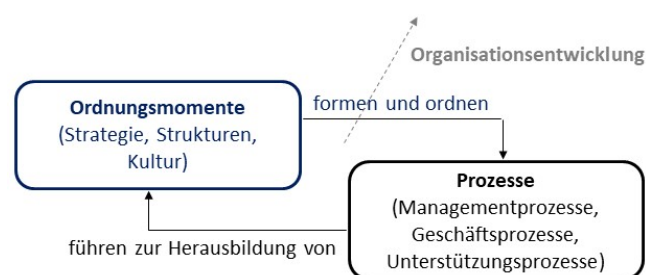 Organisationsentwicklung
Ordnungsmomente
(Strategie, Strukturen,
Kultur)
formen und ordnen
Prozesse
(Managementprozesse,
Geschäftsprozesse,
Unterstützungsprozesse)
führen zur Herausbildung von